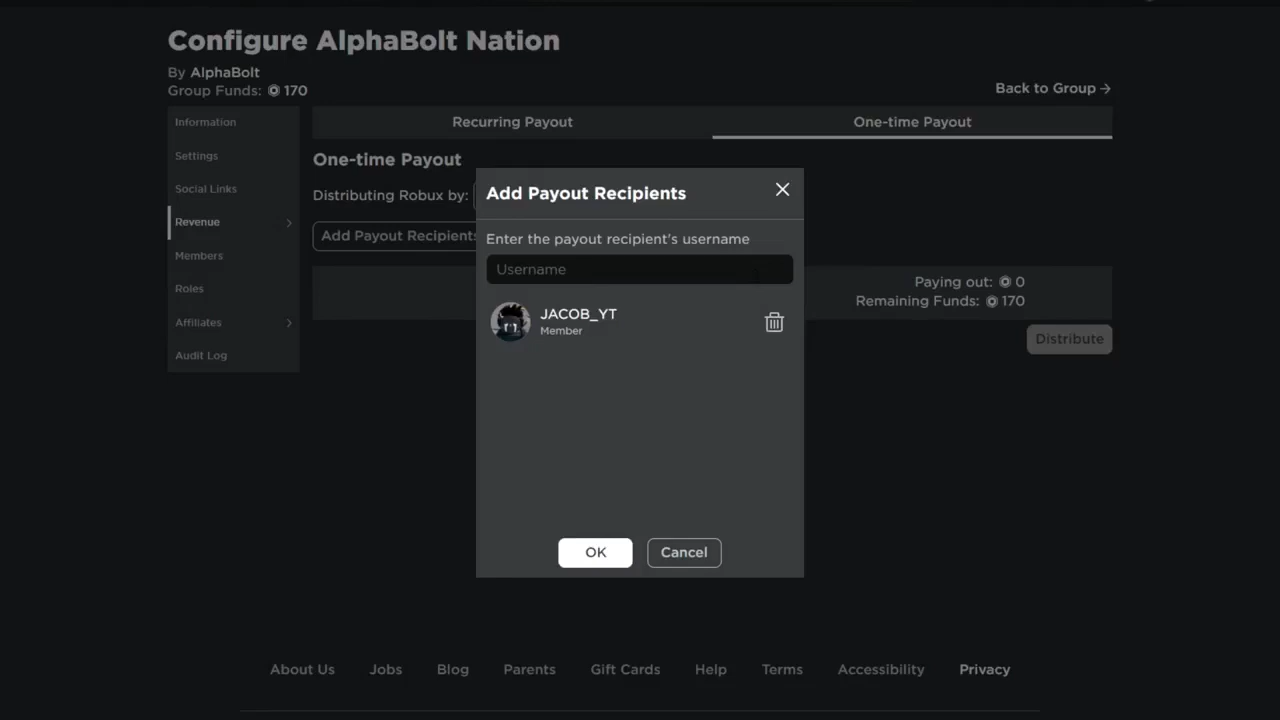 Configure AlphaBolt Nation
By AlphaBolt
Group Funds: 170
Back to Group
Information
Settings
Social Links
Revenue
Members
Roles
Affiliates
Audit Log
Recurring Payout
One-time Payout
One-time Payout
Distributing Robux by:
Add Payout Recipients
Paying out: 0
Remaining Funds: 170
Distribute
Add Payout Recipients
Enter the payout recipient's username
Username
JACOB_YT
Member
OK
Cancel
About Us Jobs Blog Parents Gift Cards Help Terms Accessibility Privacy